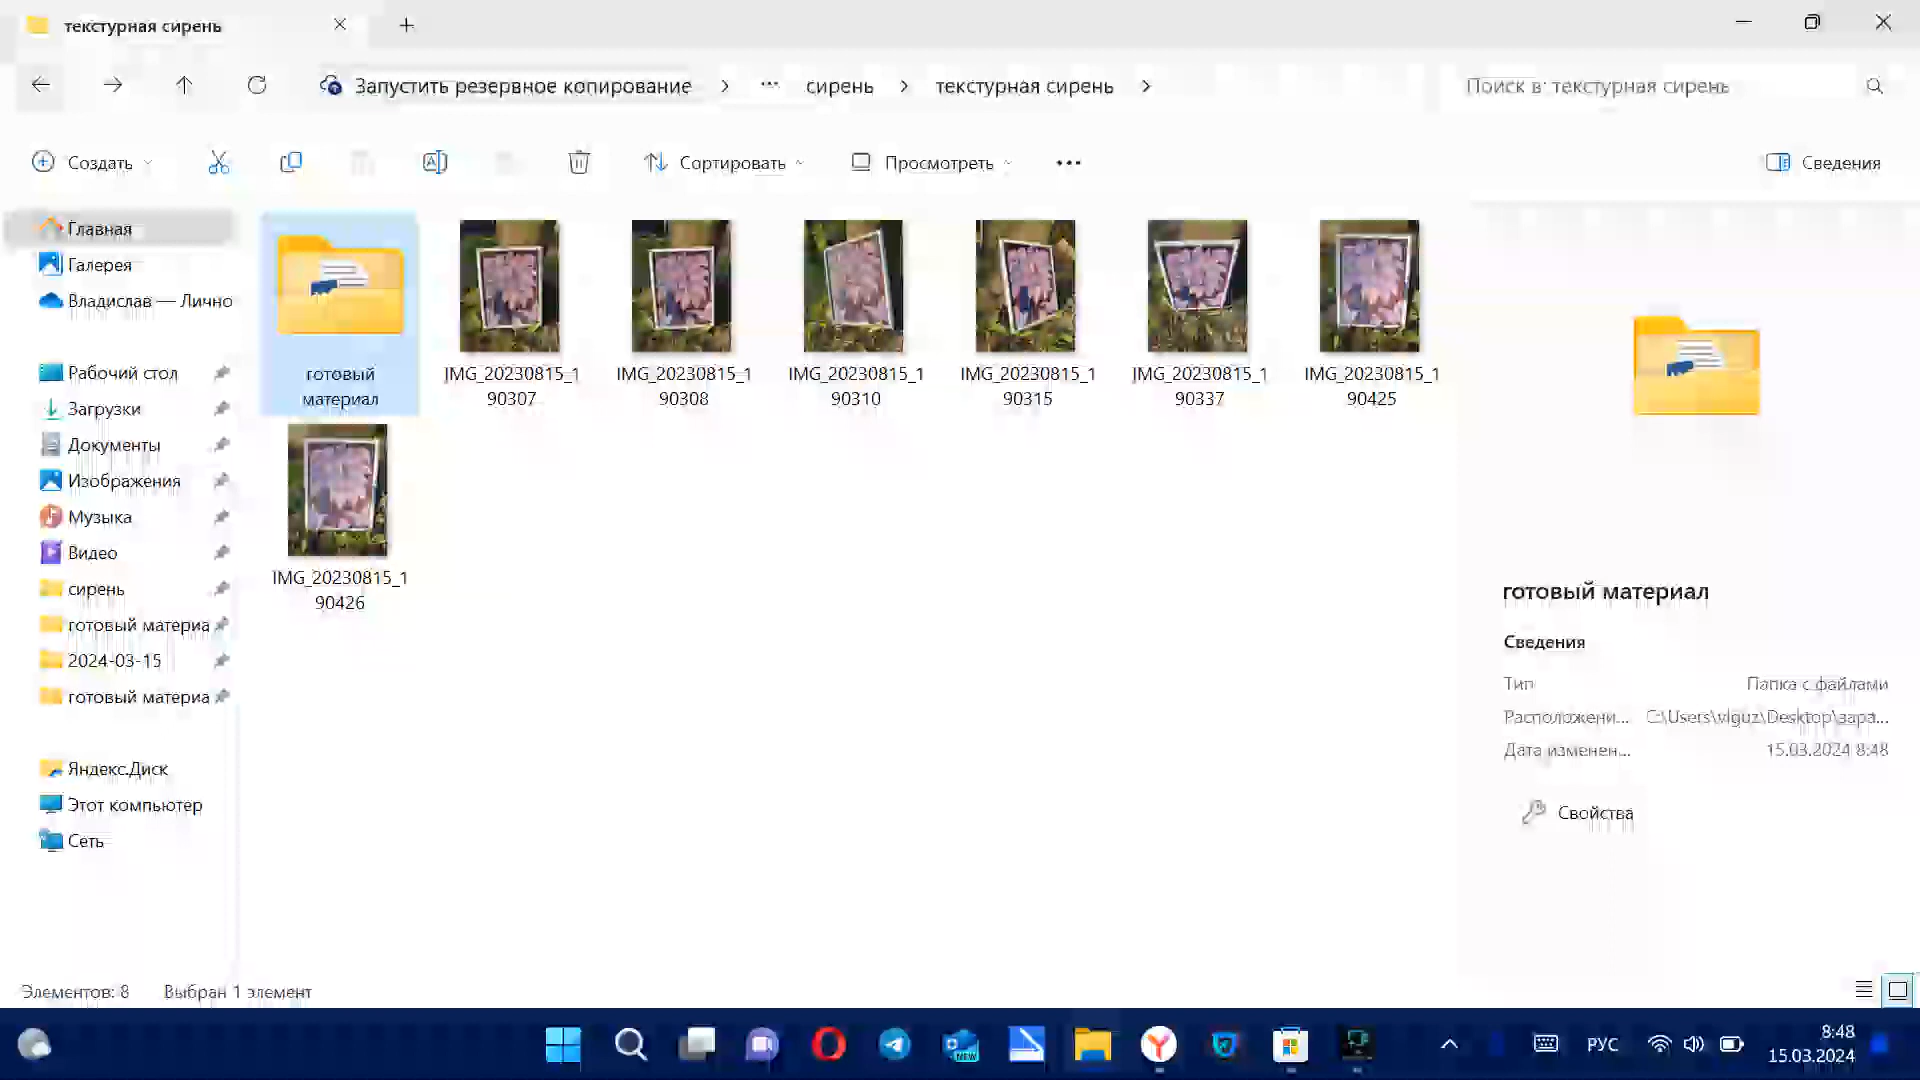 текстурная сирень
Запустить резервное копирование
сирень
текстурная сирень
Поиск в: текстурная сирень
Создать
Сортировать
Просмотреть
Сведения
Главная
Галерея
Владислав — Лично
Рабочий стол
Загрузки
Документы
Изображения
Музыка
Видео
сирень
готовый материа
2024-03-15
готовый материа
Яндекс.Диск
Этот компьютер
Сеть
готовый
материал
IMG_20230815_1
90307
IMG_20230815_1
90308
IMG_20230815_1
90310
IMG_20230815_1
90315
IMG_20230815_1
90337
IMG_20230815_1
90425
IMG_20230815_1
90426
готовый материал
Сведения
Тип Папка с файлами
Расположени... C:\Users\vlguz\Desktop\зара...
Дата изменен... 15.03.2024 8:48
Свойства
Элементов: 8 Выбран 1 элемент
NEW
РУС
8:48
15.03.2024